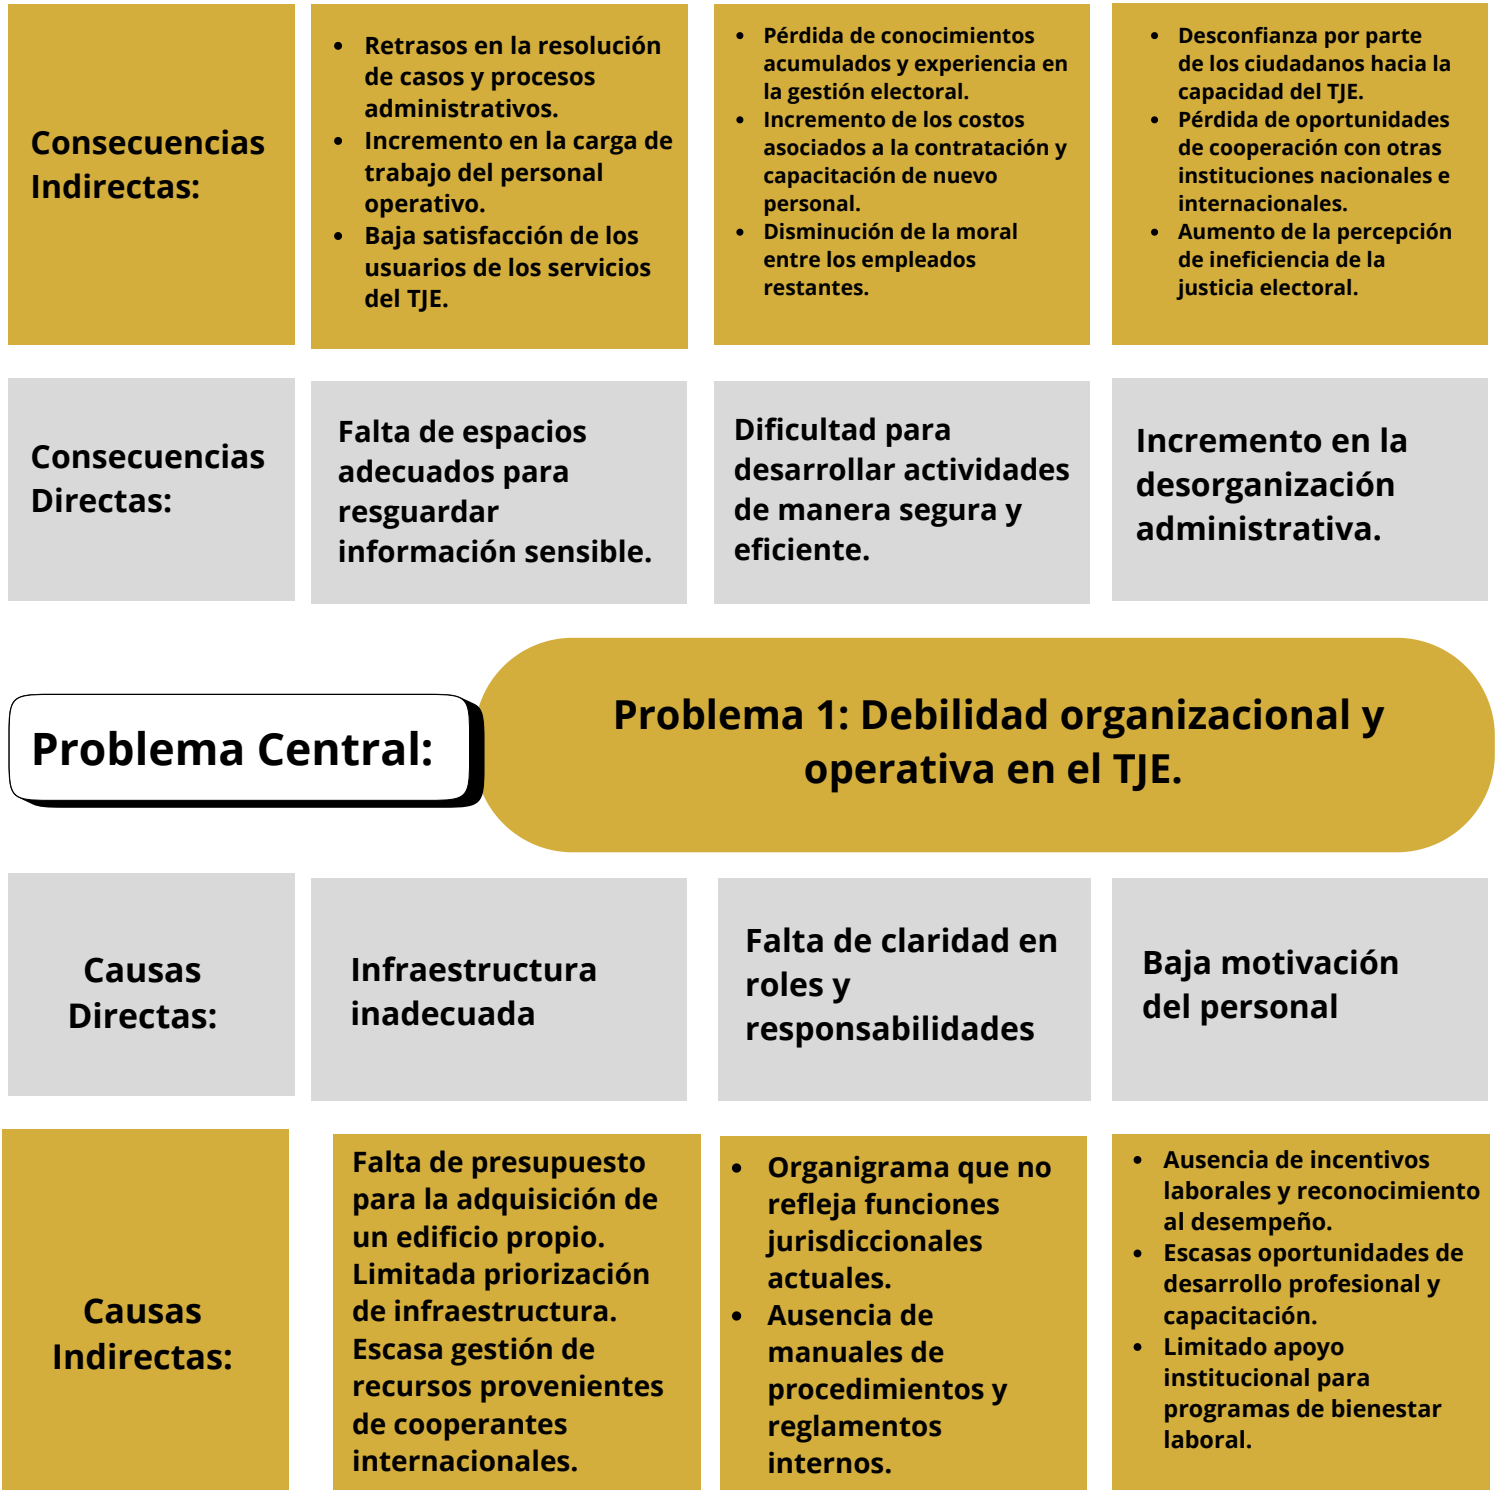 Consecuencias
Indirectas:
• Retrasos en la resolución
de casos y procesos
administrativos.
• Incremento en la carga de
trabajo del personal
operativo.
• Baja satisfacción de los
usuarios de los servicios
del TJE.
• Pérdida de conocimientos
acumulados y experiencia en
la gestión electoral.
• Incremento de los costos
asociados a la contratación y
capacitación de nuevo
personal.
• Disminución de la moral
entre los empleados
restantes.
• Desconfianza por parte
de los ciudadanos hacia la
capacidad del TJE.
• Pérdida de oportunidades
de cooperación con otras
instituciones nacionales e
internacionales.
• Aumento de la percepción
de ineficiencia de la
justicia electoral.
Consecuencias
Directas:
Falta de espacios
adecuados para
resguardar
información sensible.
Dificultad para
desarrollar actividades
de manera segura y
eficiente.
Incremento en la
desorganización
administrativa.
Problema Central:
Problema 1: Debilidad organizacional y
operativa en el TJE.
Causas
Directas:
Infraestructura
inadecuada
Falta de claridad en
roles y
responsabilidades
Baja motivación
del personal
Causas
Indirectas:
Falta de presupuesto
para la adquisición de
un edificio propio.
Limitada priorización
de infraestructura.
Escasa gestión de
recursos provenientes
de cooperantes
internacionales.
• Organigrama que no
refleja funciones
jurisdiccionales
actuales.
• Ausencia de
manuales de
procedimientos y
reglamentos
internos.
• Ausencia de incentivos
laborales y reconocimiento
al desempeño.
• Escasas oportunidades de
desarrollo profesional y
capacitación.
• Limitado apoyo
institucional para
programas de bienestar
laboral.